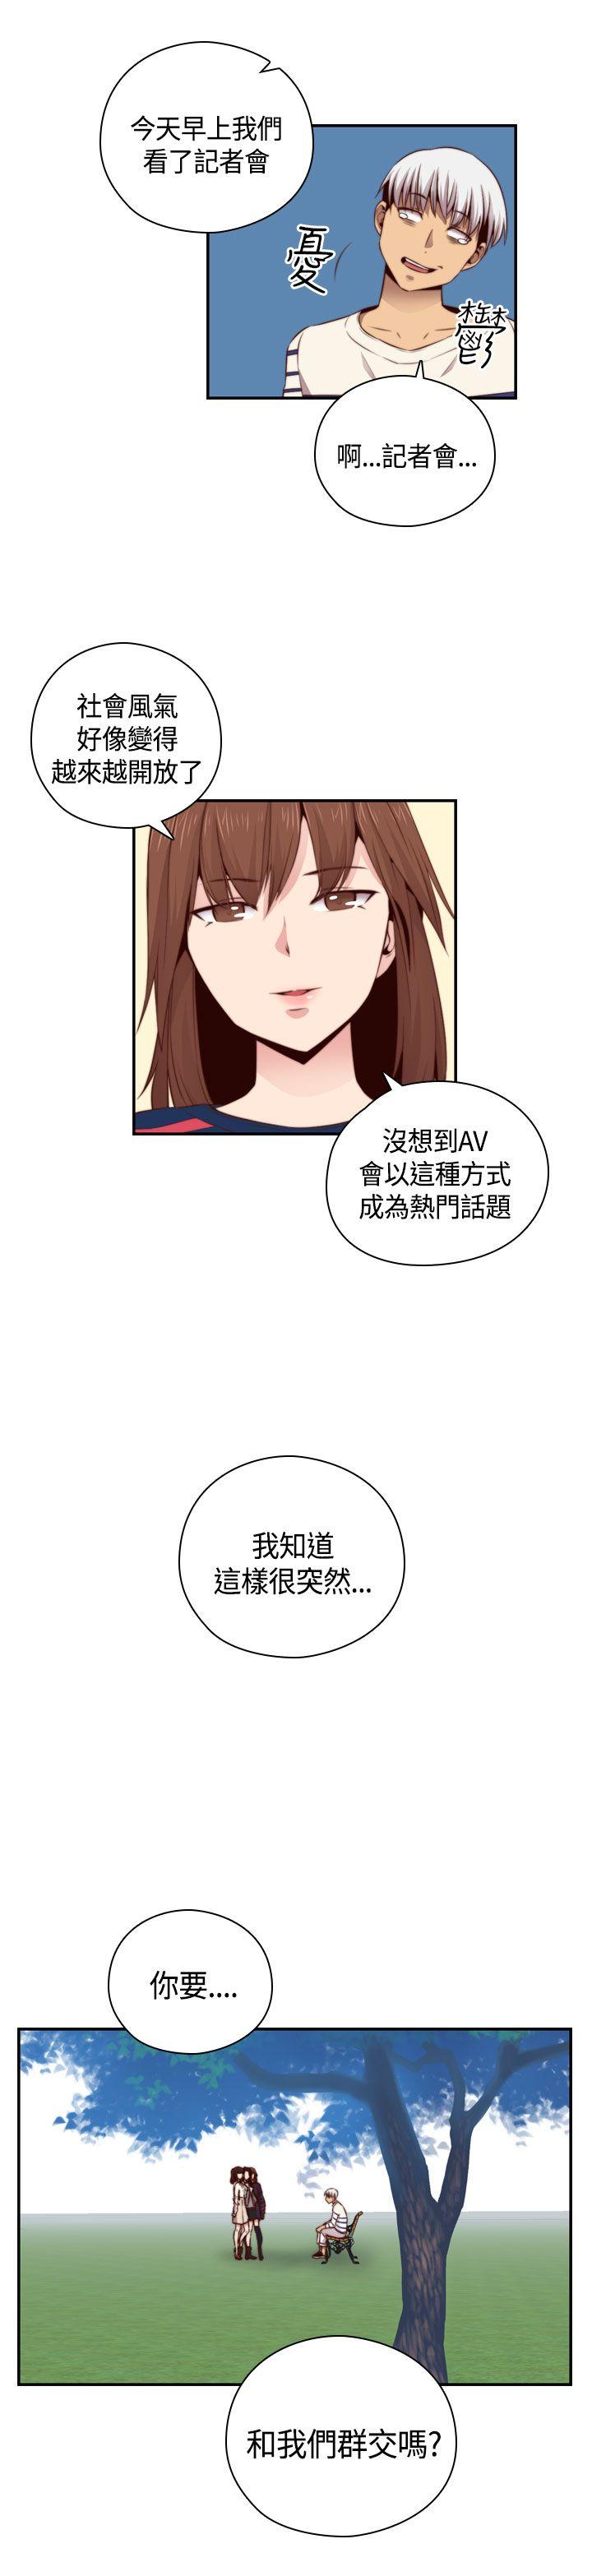 今天早上我們
看了記者會
憂
鬱
啊...記者會...
社會風氣
好像變得
越來越開放了
沒想到AV
會以這種方式
成為熱門話題
我知道
這樣很突然...
你要....
和我們群交嗎?